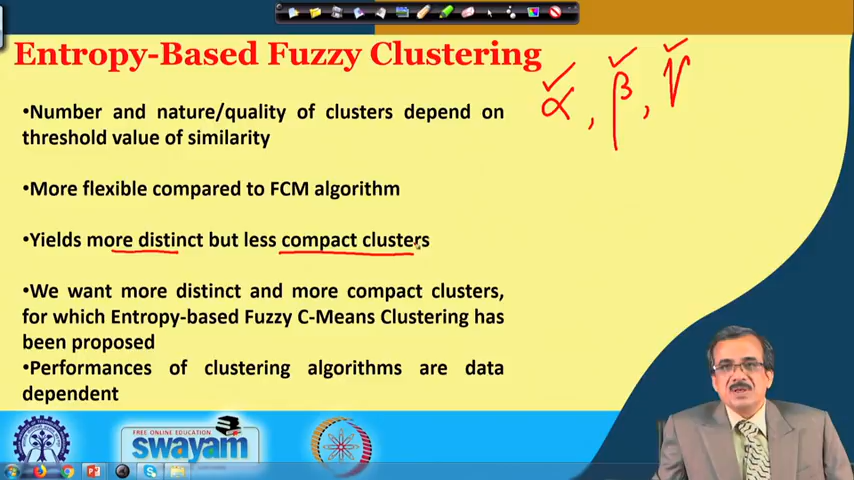 Entropy-Based Fuzzy Clustering
α, β, γ
•Number and nature/quality of clusters depend on
threshold value of similarity
•More flexible compared to FCM algorithm
•Yields more distinct but less compact clusters
•We want more distinct and more compact clusters,
for which Entropy-based Fuzzy C-Means Clustering has
been proposed
•Performances of clustering algorithms are data
dependent
FREE ONLINE EDUCATION
swayam